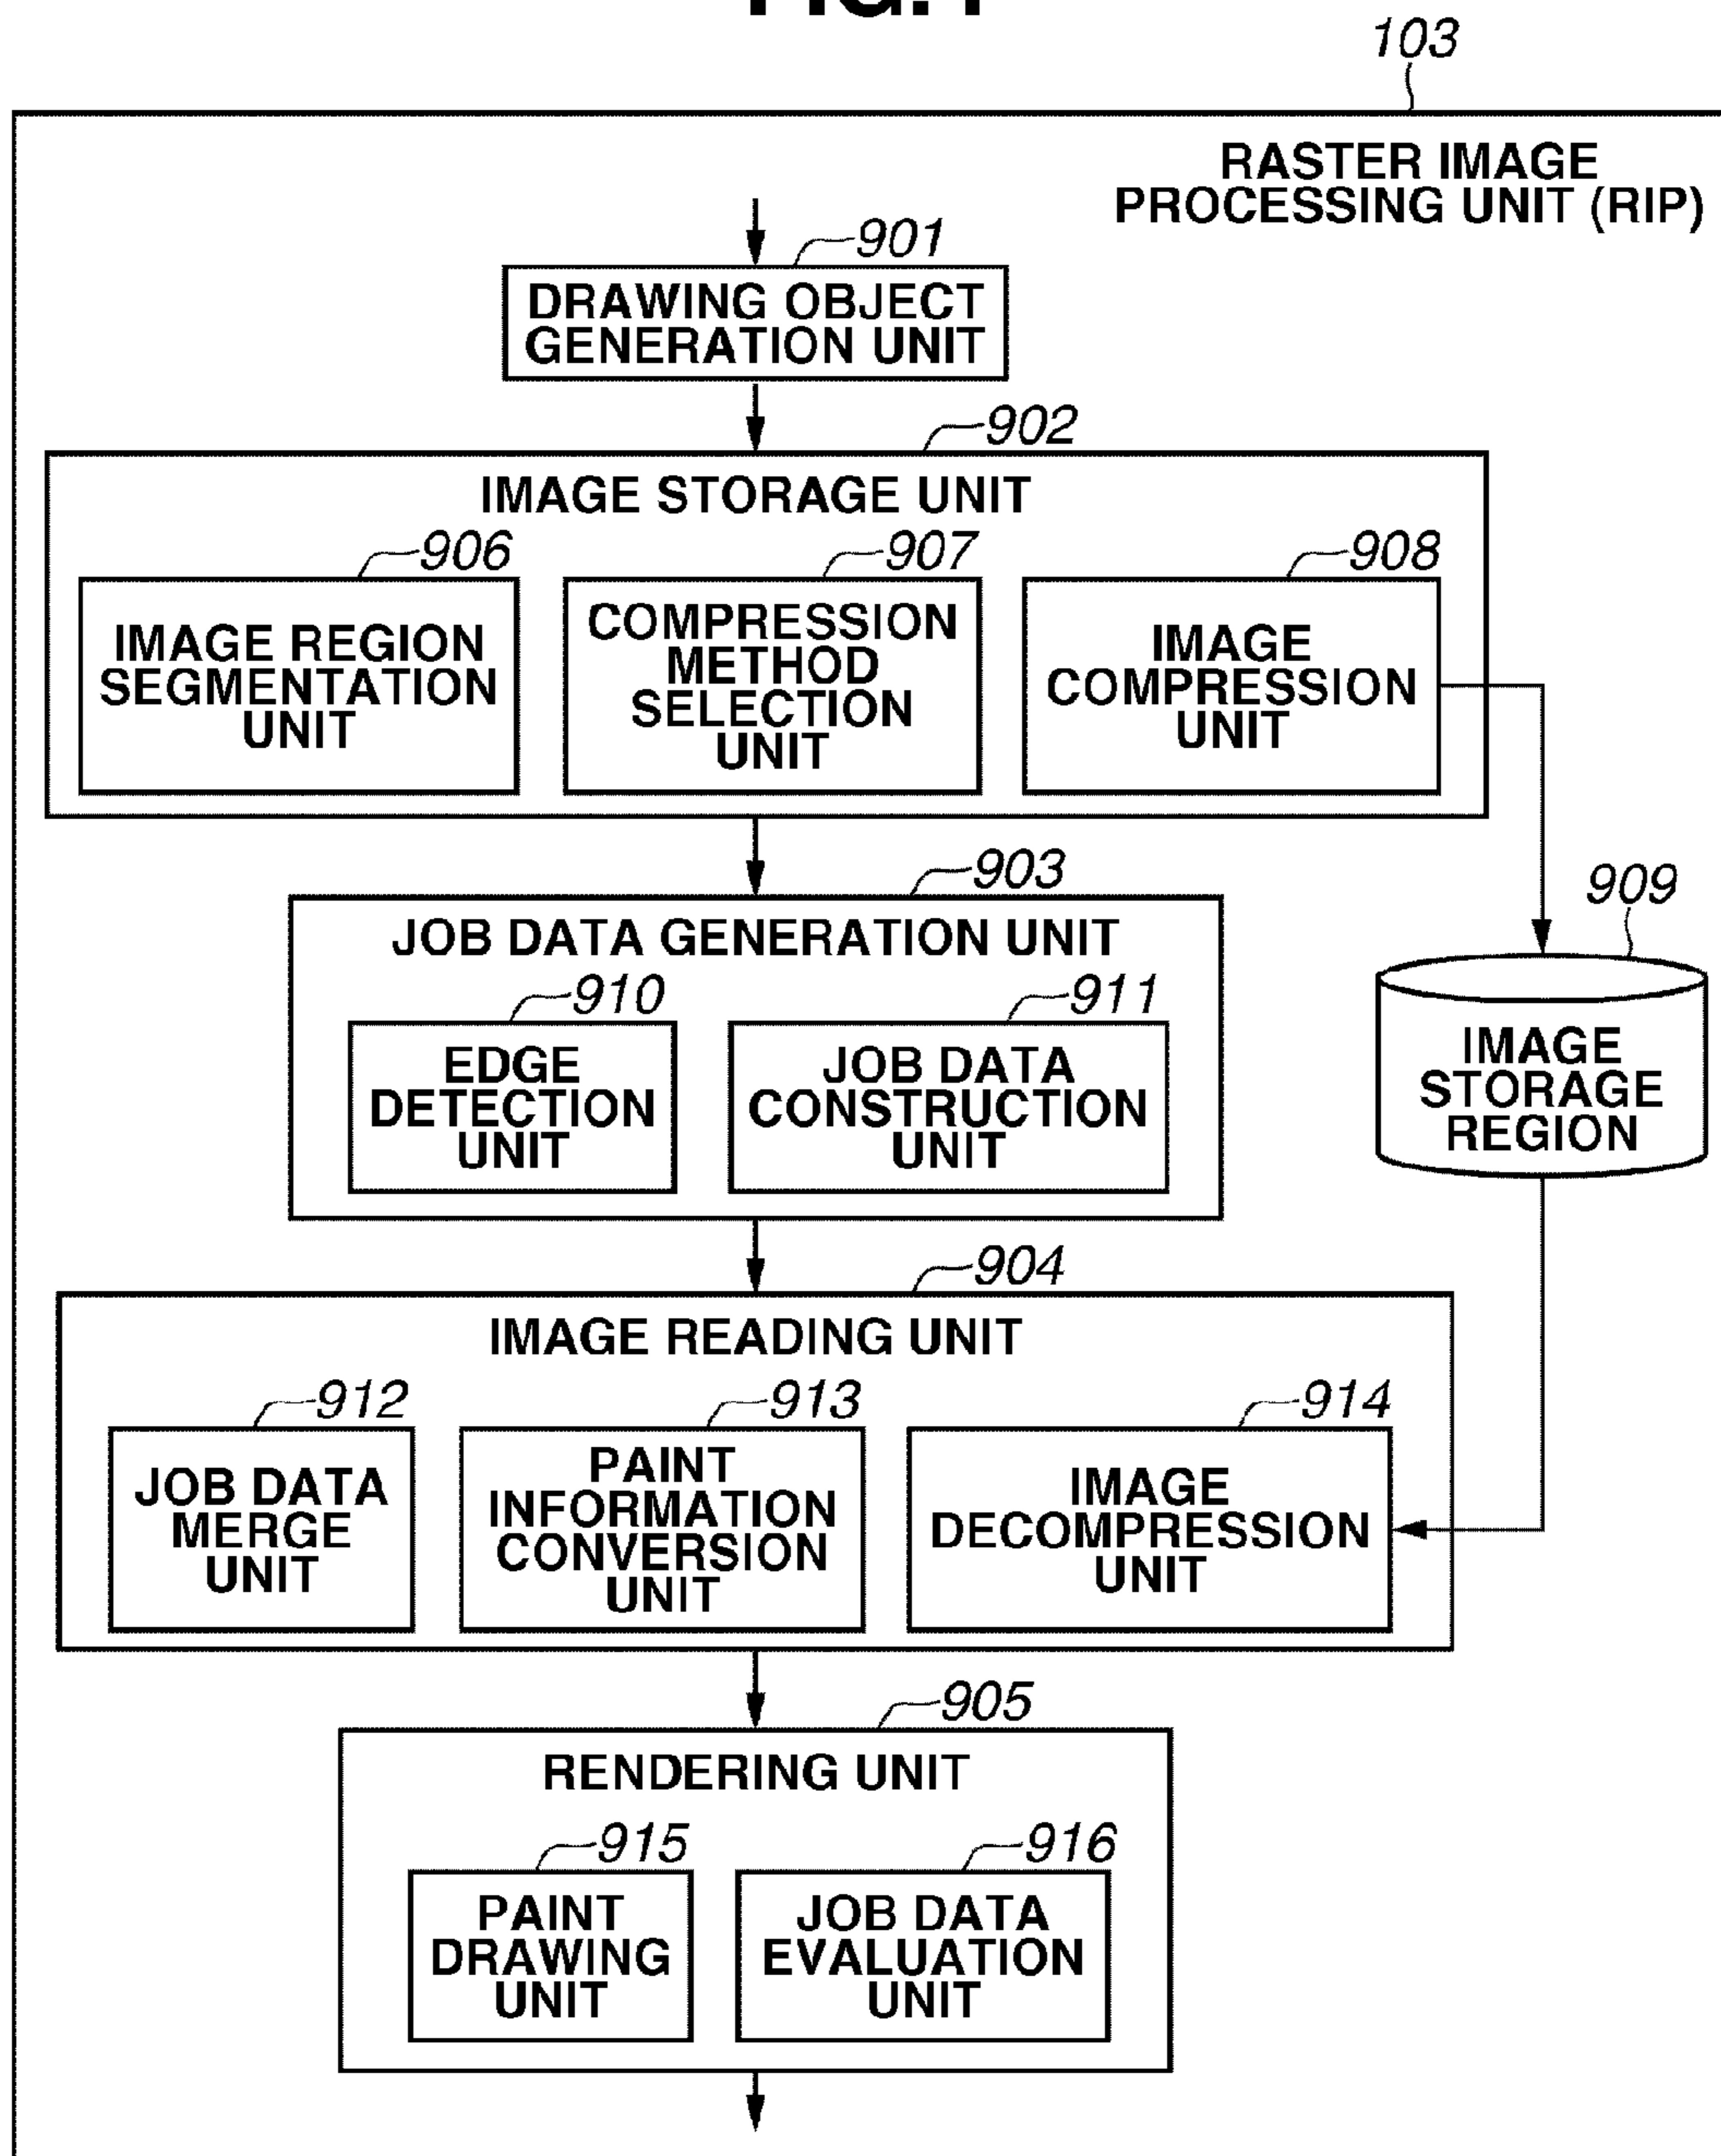 103
RASTER IMAGE
PROCESSING UNIT (RIP)
901
DRAWING OBJECT
GENERATION UNIT
902
IMAGE STORAGE UNIT
906
IMAGE REGION
SEGMENTATION
UNIT
907
COMPRESSION
METHOD
SELECTION
UNIT
908
IMAGE
COMPRESSION
UNIT
903
JOB DATA GENERATION UNIT
910
EDGE
DETECTION
UNIT
911
JOB DATA
CONSTRUCTION
UNIT
909
IMAGE
STORAGE
REGION
904
IMAGE READING UNIT
912
JOB DATA
MERGE
UNIT
913
PAINT
INFORMATION
CONVERSION
UNIT
914
IMAGE
DECOMPRESSION
UNIT
905
RENDERING UNIT
915
PAINT
DRAWING
UNIT
916
JOB DATA
EVALUATION
UNIT